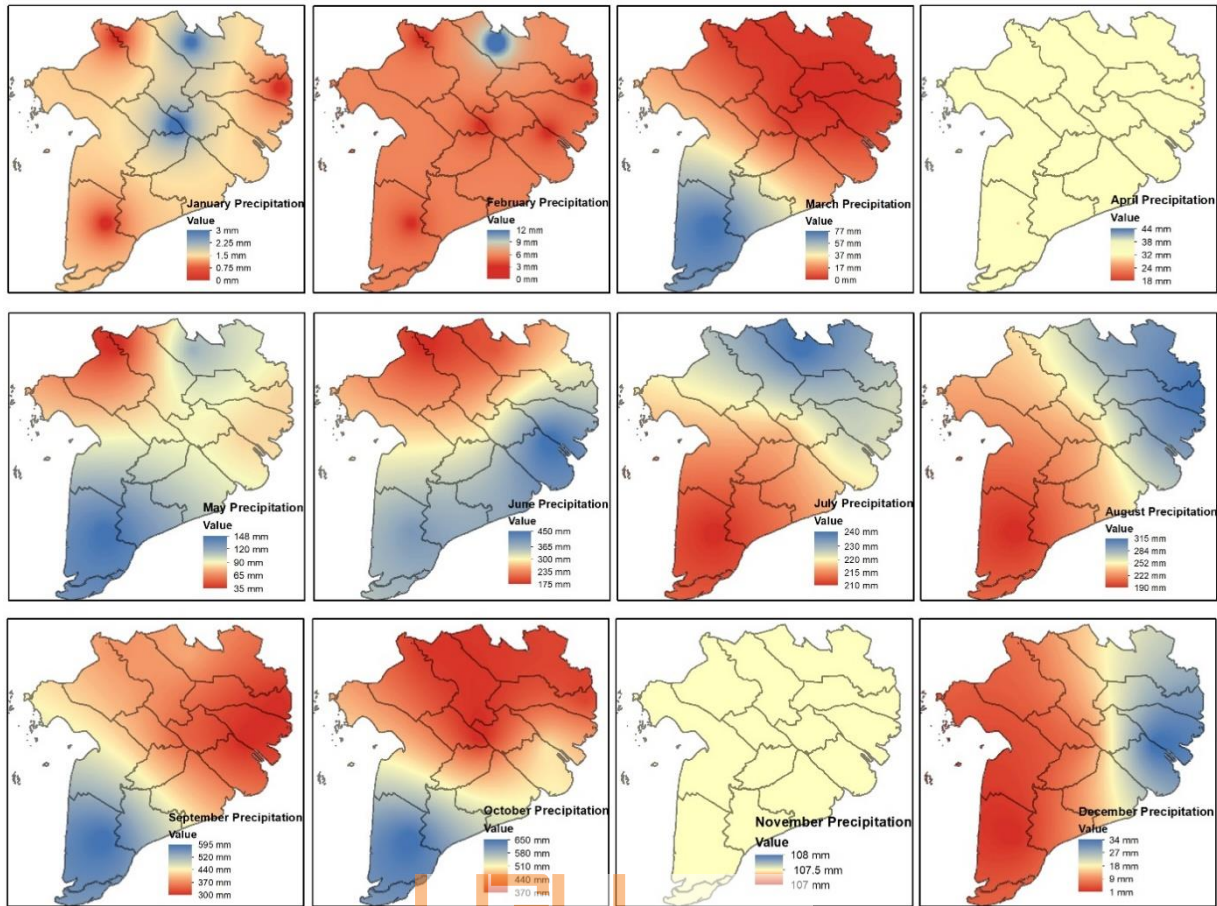 January Precipitation
Value
3 mm
2.25 mm
1.5 mm
0.75 mm
0 mm
February Precipitation
Value
12 mm
9 mm
6 mm
3 mm
0 mm
March Precipitation
Value
77 mm
57 mm
37 mm
17 mm
0 mm
April Precipitation
Value
44 mm
38 mm
32 mm
24 mm
18 mm
May Precipitation
Value
148 mm
120 mm
90 mm
65 mm
35 mm
June Precipitation
Value
450 mm
365 mm
300 mm
235 mm
175 mm
July Precipitation
Value
240 mm
230 mm
220 mm
215 mm
210 mm
August Precipitation
Value
315 mm
284 mm
252 mm
222 mm
190 mm
September Precipitation
Value
595 mm
520 mm
440 mm
370 mm
300 mm
October Precipitation
Value
650 mm
580 mm
510 mm
440 mm
370 mm
November Precipitation
Value
108 mm
107.5 mm
107 mm
December Precipitation
Value
34 mm
27 mm
18 mm
9 mm
1 mm